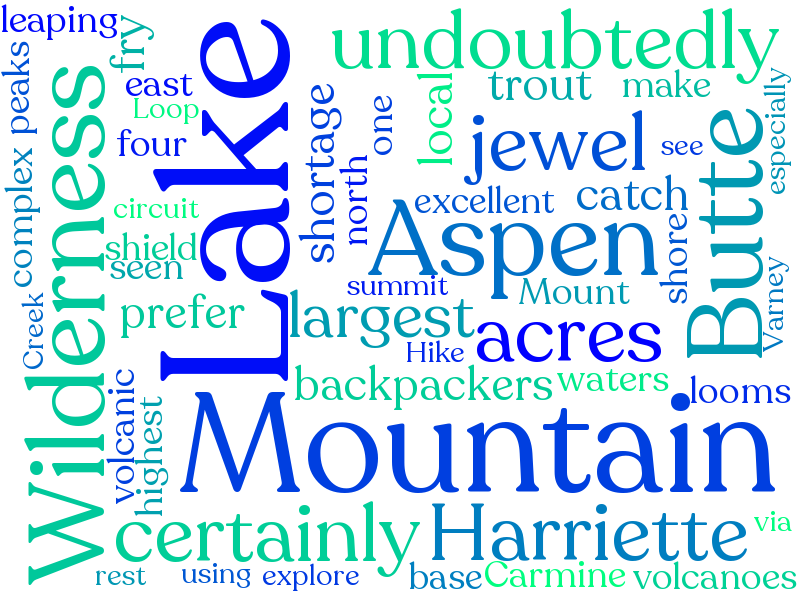 leaping
fry
undoubtedly
Lake
peaks
east
trout
make
Loop
one
local
especially
Wilderness
four
shortage
jewel
see
complex
north
Butte
excellent
catch
circuit
Aspen
shore
shield
seen
summit
Mount
Varney
Creek
prefer
largest
acres
Hike
backpackers
waters
looms
volcanic
highest
Mountain
certainly
Harriette
via
rest
using
explore
base
Carmine
volcanoes